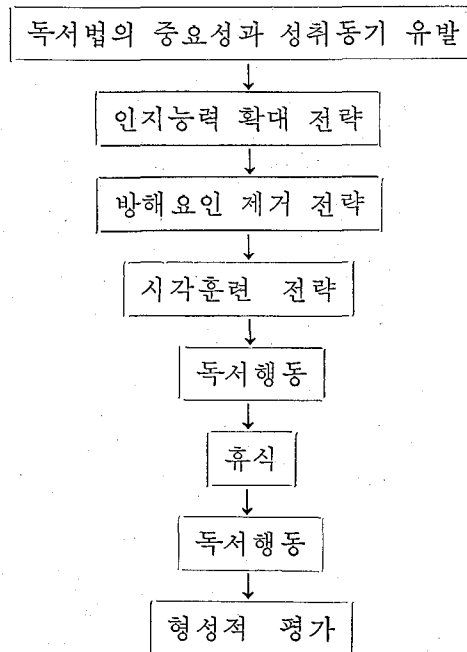 독서법의 중요성과 성취동기 유발
↓
인지능력 확대 전략
↓
방해요인 제거 전략
↓
시각훈련 전략
↓
독서행동
↓
휴식
↓
독서행동
↓
형성적 평가